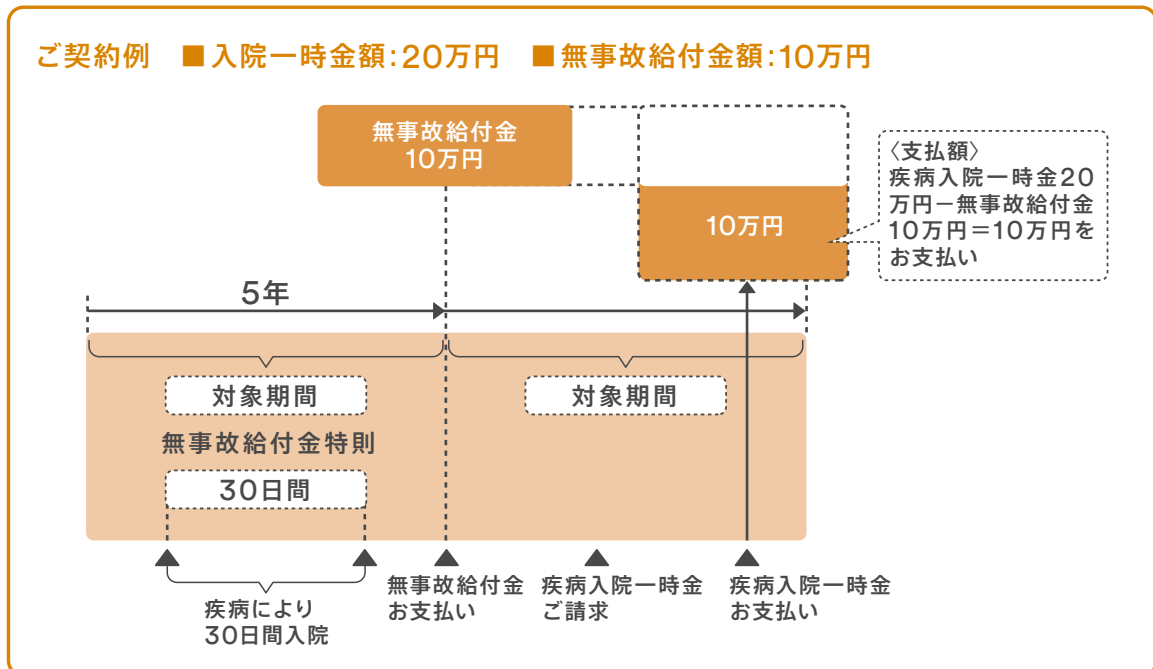 ご契約例 ■入院一時金額:20万円 ■無事故給付金額:10万円
無事故給付金
10万円
10万円
〈支払額〉
疾病入院一時金20
万円－無事故給付金
10万円＝10万円を
お支払い
5年
対象期間
対象期間
無事故給付金特則
30日間
疾病により
30日間入院
無事故給付金
お支払い
疾病入院一時金
ご請求
疾病入院一時金
お支払い